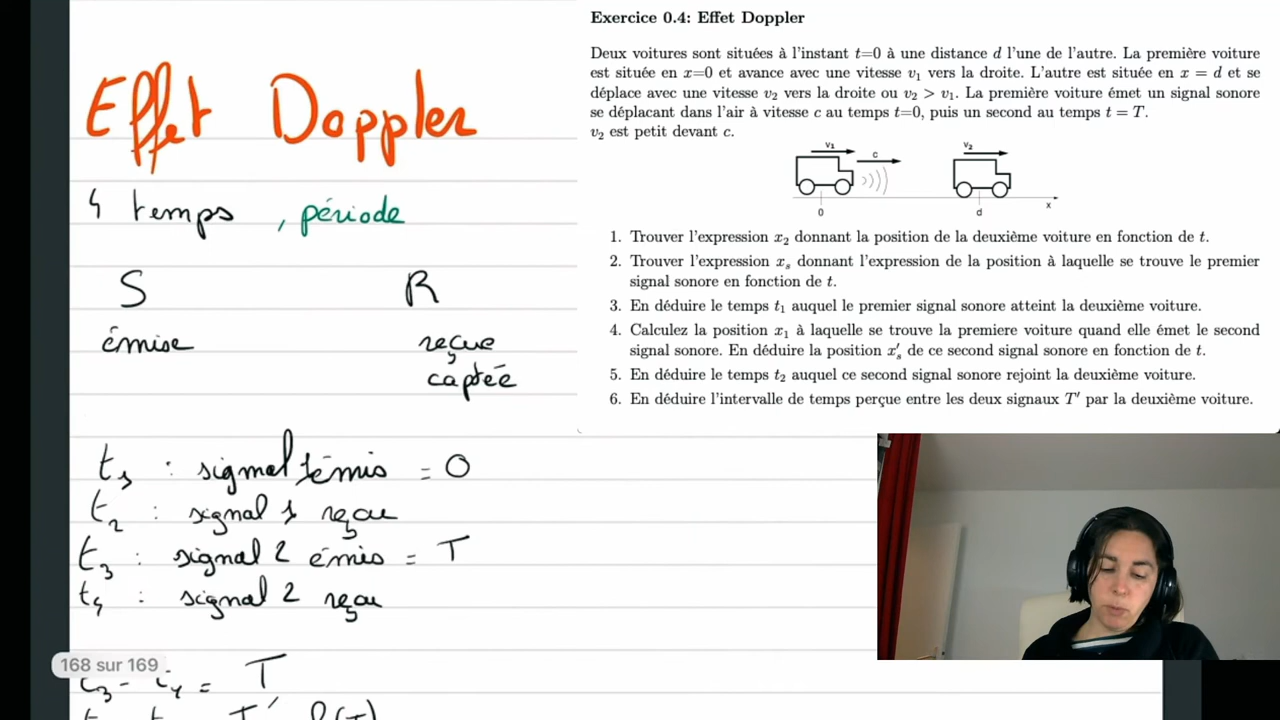 Effet Doppler
4 temps , période
S R
émise reçue
captée
t1 : signal 1 émis = 0
t2 : signal 1 reçu
t3 : signal 2 émis = T
t4 : signal 2 reçu
168 sur 169
= T
T'
Exercice 0.4: Effet Doppler
Deux voitures sont situées à l'instant t=0 à une distance d l'une de l'autre. La première voiture
est située en x=0 et avance avec une vitesse v₁ vers la droite. L'autre est située en x = d et se
déplace avec une vitesse v₂ vers la droite ou v₂ > v₁. La première voiture émet un signal sonore
se déplacant dans l'air à vitesse c au temps t=0, puis un second au temps t = T.
v₂ est petit devant c.
v₁ c v₂
0 d x
1. Trouver l'expression x₂ donnant la position de la deuxième voiture en fonction de t.
2. Trouver l'expression xₛ donnant l'expression de la position à laquelle se trouve le premier
signal sonore en fonction de t.
3. En déduire le temps t₁ auquel le premier signal sonore atteint la deuxième voiture.
4. Calculez la position x₁ à laquelle se trouve la premiere voiture quand elle émet le second
signal sonore. En déduire la position x′ₛ de ce second signal sonore en fonction de t.
5. En déduire le temps t₂ auquel ce second signal sonore rejoint la deuxième voiture.
6. En déduire l'intervalle de temps perçue entre les deux signaux T′ par la deuxième voiture.